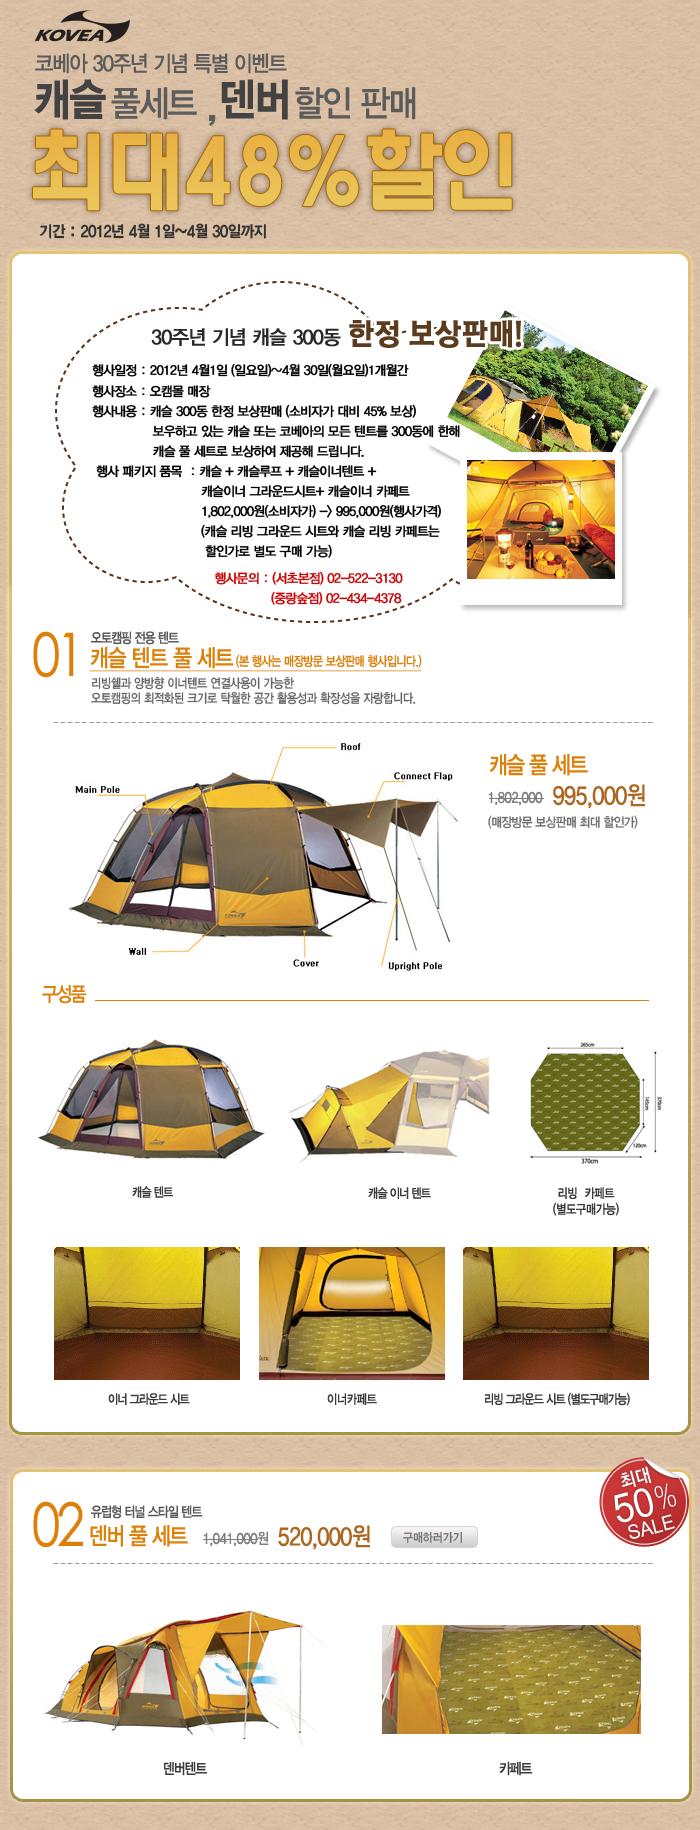 KOVEA
코베아 30주년 기념 특별 이벤트
캐슬 풀세트 , 덴버 할인 판매
최대48%할인
기간 : 2012년 4월 1일~4월 30일까지
30주년 기념 캐슬 300동 한정 보상판매!
행사일정 : 2012년 4월1일 (일요일)~4월 30일(월요일)1개월간
행사장소 : 오캠몰 매장
행사내용 : 캐슬 300동 한정 보상판매 (소비자가 대비 45% 보상)
보우하고 있는 캐슬 또는 코베아의 모든 텐트를 300동에 한해
캐슬 풀 세트로 보상하여 제공해 드립니다.
행사 패키지 품목 : 캐슬 + 캐슬루프 + 캐슬이너텐트 +
캐슬이너 그라운드시트+ 캐슬이너 카페트
1,802,000원(소비자가) -> 995,000원(행사가격)
(캐슬 리빙 그라운드 시트와 캐슬 리빙 카페트는
할인가로 별도 구매 가능)
행사문의 : (서초본점) 02-522-3130
(중랑숲점) 02-434-4378
01
오토캠핑 전용 텐트
캐슬 텐트 풀 세트 (본 행사는 매장방문 보상판매 행사입니다.)
리빙쉘과 양방향 이너텐트 연결사용이 가능한
오토캠핑의 최적화된 크기로 탁월한 공간 활용성과 확장성을 자랑합니다.
Roof
Connect Flap
Main Pole
캐슬 풀 세트
1,802,000 995,000원
(매장방문 보상판매 최대 할인가)
KOVEA
Wall
Cover
Upright Pole
구성품
265cm
370cm
140cm
120cm
370cm
캐슬 텐트
캐슬 이너 텐트
리빙 카페트
(별도구매가능)
이너 그라운드 시트
이너카페트
리빙 그라운드 시트 (별도구매가능)
최대
50%
SALE
02
유럽형 터널 스타일 텐트
덴버 풀 세트 1,041,000원 520,000원 구매하러가기
덴버텐트
카페트